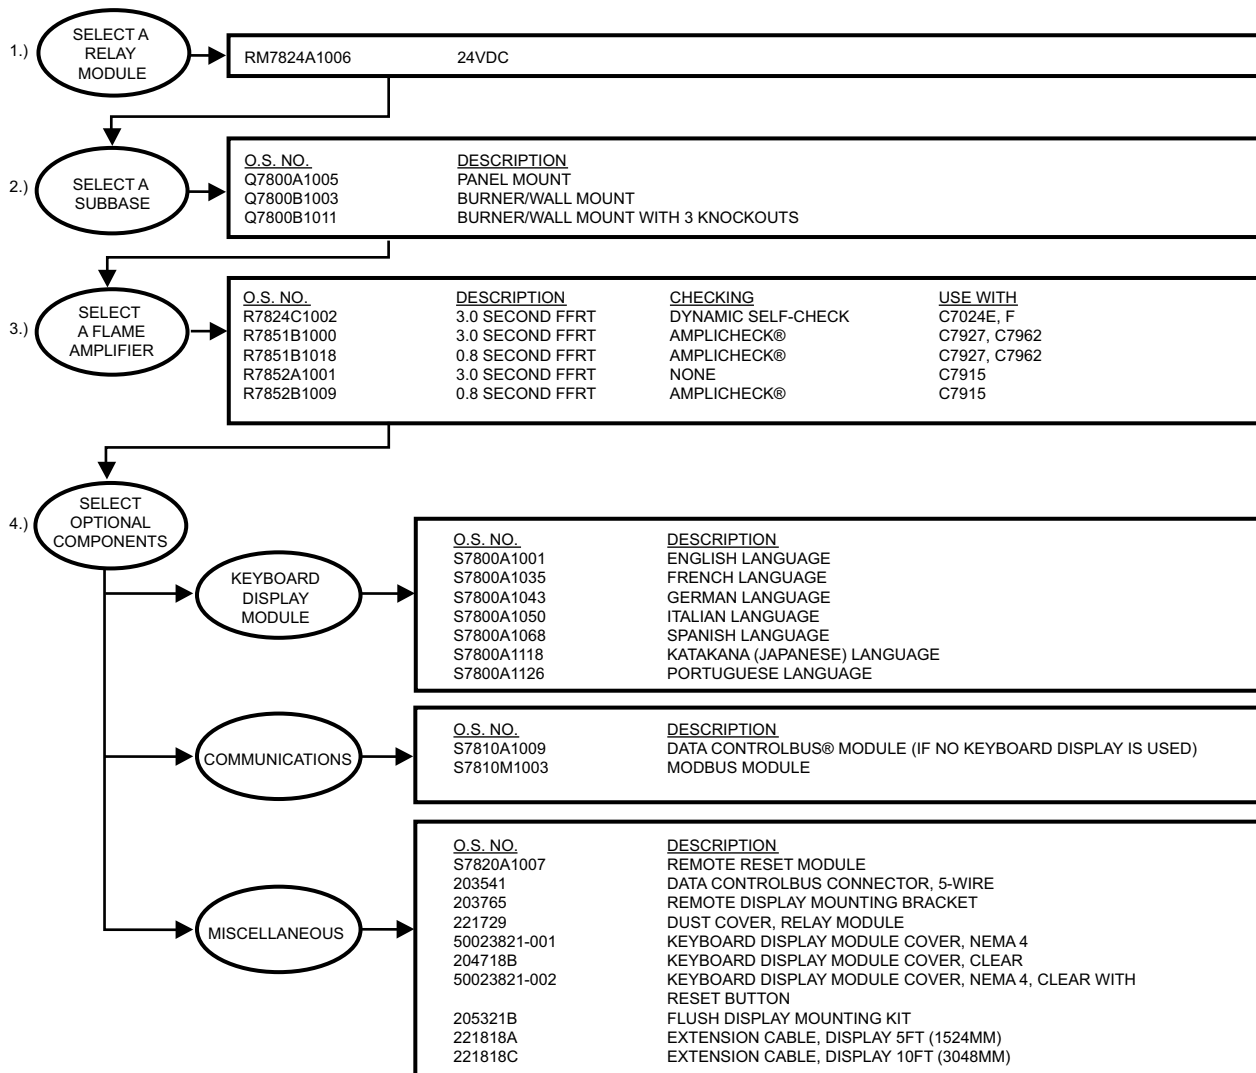 1.)
SELECT A
RELAY
MODULE
RM7824A1006 24VDC
2.)
SELECT A
SUBBASE
O.S. NO. DESCRIPTION
Q7800A1005 PANEL MOUNT
Q7800B1003 BURNER/WALL MOUNT
Q7800B1011 BURNER/WALL MOUNT WITH 3 KNOCKOUTS
3.)
SELECT
A FLAME
AMPLIFIER
O.S. NO. DESCRIPTION CHECKING USE WITH
R7824C1002 3.0 SECOND FFRT DYNAMIC SELF-CHECK C7024E, F
R7851B1000 3.0 SECOND FFRT AMPLICHECK® C7927, C7962
R7851B1018 0.8 SECOND FFRT AMPLICHECK® C7927, C7962
R7852A1001 3.0 SECOND FFRT NONE C7915
R7852B1009 0.8 SECOND FFRT AMPLICHECK® C7915
4.)
SELECT
OPTIONAL
COMPONENTS
KEYBOARD
DISPLAY
MODULE
O.S. NO. DESCRIPTION
S7800A1001 ENGLISH LANGUAGE
S7800A1035 FRENCH LANGUAGE
S7800A1043 GERMAN LANGUAGE
S7800A1050 ITALIAN LANGUAGE
S7800A1068 SPANISH LANGUAGE
S7800A1118 KATAKANA (JAPANESE) LANGUAGE
S7800A1126 PORTUGUESE LANGUAGE
COMMUNICATIONS
O.S. NO. DESCRIPTION
S7810A1009 DATA CONTROLBUS® MODULE (IF NO KEYBOARD DISPLAY IS USED)
S7810M1003 MODBUS MODULE
MISCELLANEOUS
O.S. NO. DESCRIPTION
S7820A1007 REMOTE RESET MODULE
203541 DATA CONTROLBUS CONNECTOR, 5-WIRE
203765 REMOTE DISPLAY MOUNTING BRACKET
221729 DUST COVER, RELAY MODULE
50023821-001 KEYBOARD DISPLAY MODULE COVER, NEMA 4
204718B KEYBOARD DISPLAY MODULE COVER, CLEAR
50023821-002 KEYBOARD DISPLAY MODULE COVER, NEMA 4, CLEAR WITH
RESET BUTTON
205321B FLUSH DISPLAY MOUNTING KIT
221818A EXTENSION CABLE, DISPLAY 5FT (1524MM)
221818C EXTENSION CABLE, DISPLAY 10FT (3048MM)